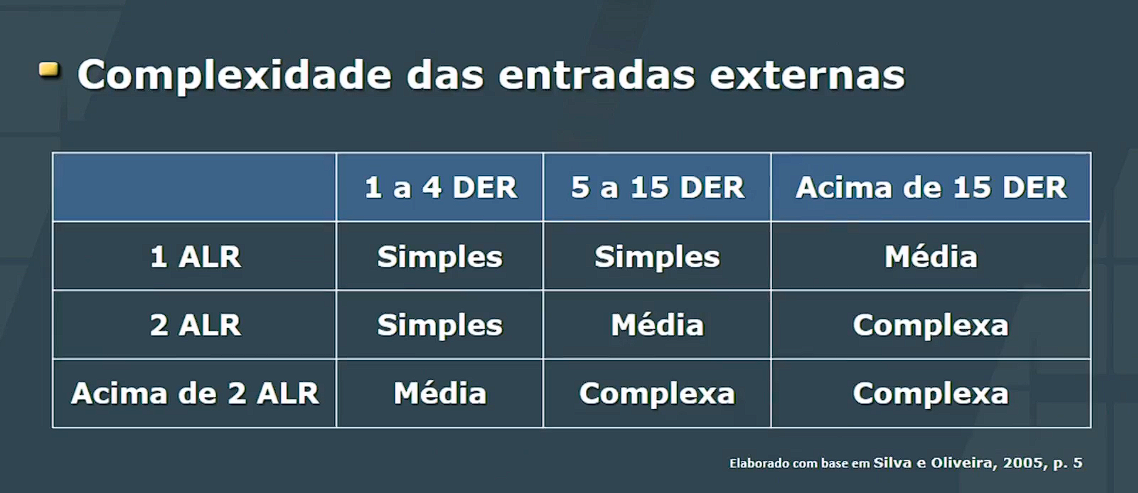 Complexidade das entradas externas
1 a 4 DER 5 a 15 DER Acima de 15 DER
1 ALR Simples Simples Média
2 ALR Simples Média Complexa
Acima de 2 ALR Média Complexa Complexa
Elaborado com base em Silva e Oliveira, 2005, p. 5